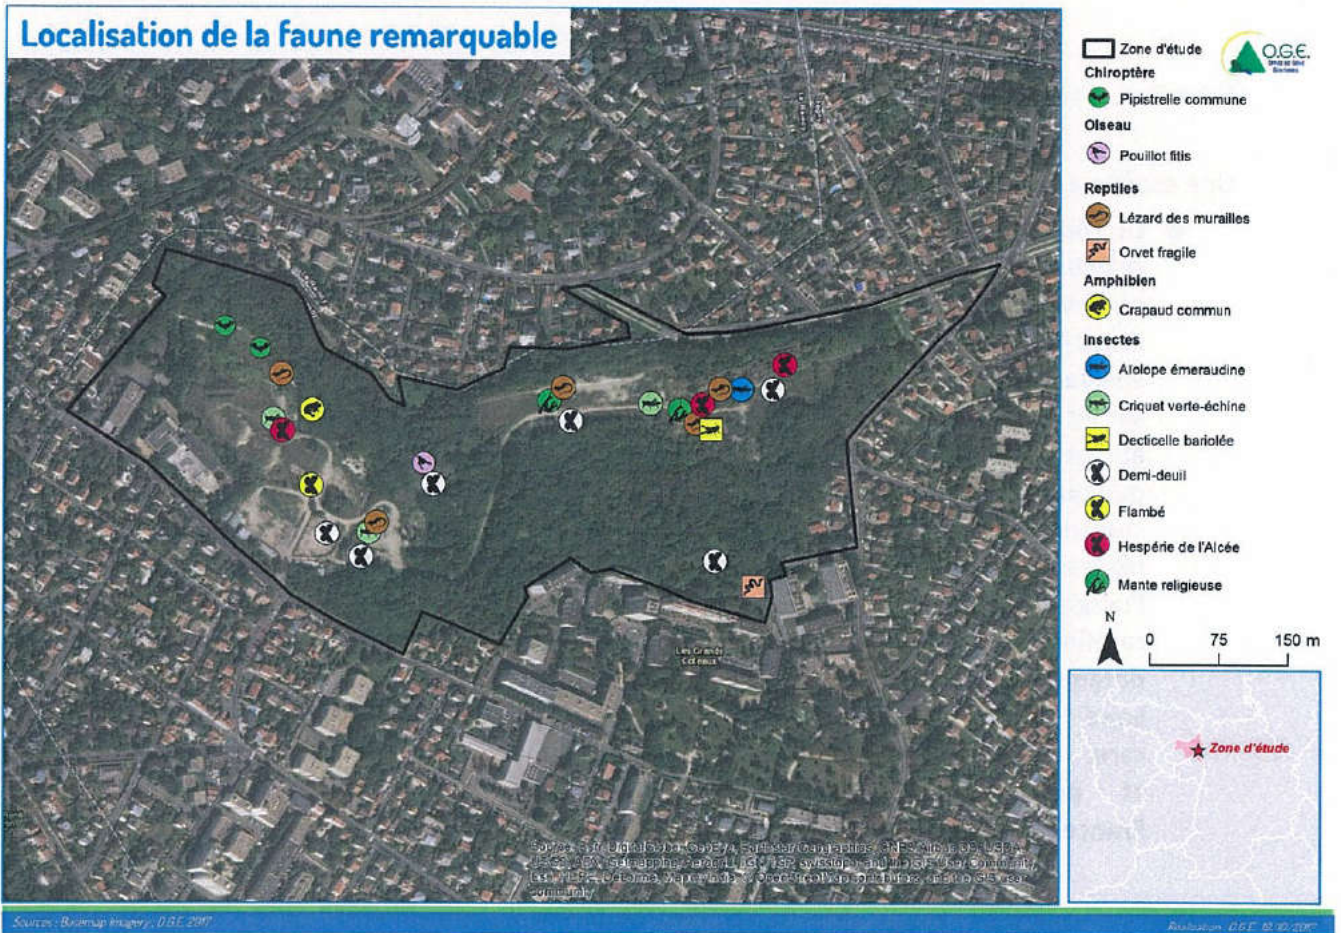 Localisation de la faune remarquable
Zone d'étude
O.G.E.
Chiroptère
Pipistrelle commune
Oiseau
Pouillot fitis
Reptiles
Lézard des murailles
Orvet fragile
Amphibien
Crapaud commun
Insectes
Aïolope émeraudine
Criquet verte-échine
Decticelle bariolée
Demi-deuil
Flambé
Hespérie de l'Alcée
Mante religieuse
N
0 75 150 m
Zone d'étude
Les Grands
Coteaux
Sources : Basemap Imagery, O.G.E. 2017
Réalisation : O.G.E.